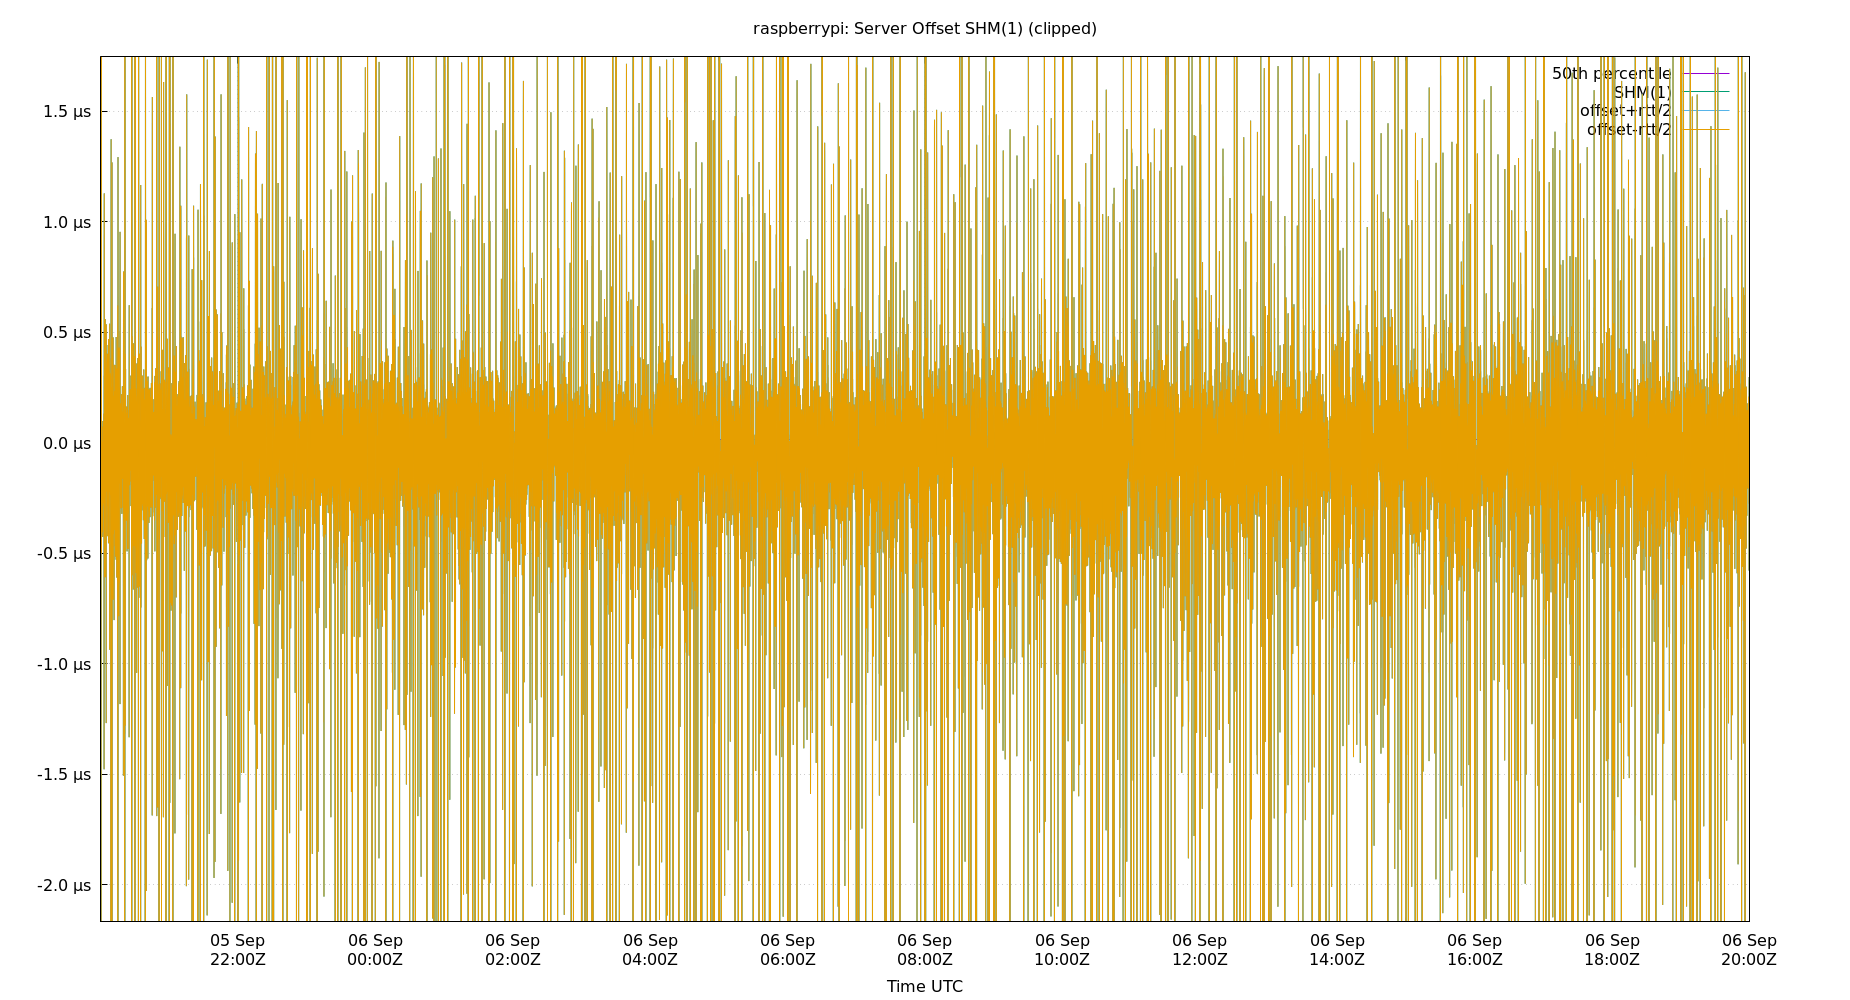 raspberrypi: Server Offset SHM(1) (clipped)
50th percentile
SHM(1)
offset+rtt/2
offset-rtt/2
1.5 µs
1.0 µs
0.5 µs
0.0 µs
-0.5 µs
-1.0 µs
-1.5 µs
-2.0 µs
05 Sep 06 Sep 06 Sep 06 Sep 06 Sep 06 Sep 06 Sep 06 Sep 06 Sep 06 Sep 06 Sep 06 Sep
22:00Z 00:00Z 02:00Z 04:00Z 06:00Z 08:00Z 10:00Z 12:00Z 14:00Z 16:00Z 18:00Z 20:00Z
Time UTC